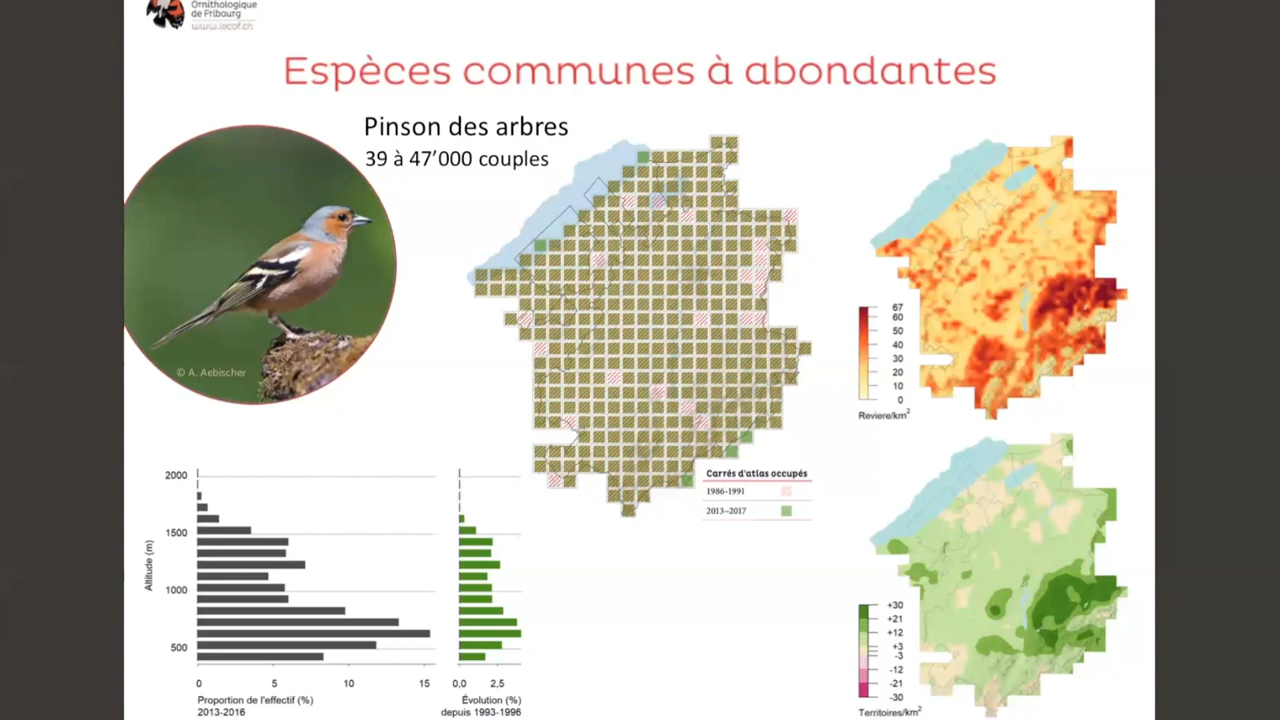 Ornithologique
de Fribourg
www.lecof.ch
Espèces communes à abondantes
Pinson des arbres
39 à 47’000 couples
© A. Aebischer
67
60
50
40
30
20
10
0
Reviere/km2
Carrés d'atlas occupés
1986-1991
2013–2017
2000
1500
1000
500
Altitude (m)
0
5
10
15
Proportion de l'effectif (%)
2013-2016
0,0
2,5
Évolution (%)
depuis 1993-1996
+30
+21
+12
+3
-3
-12
-21
-30
Territoires/km2